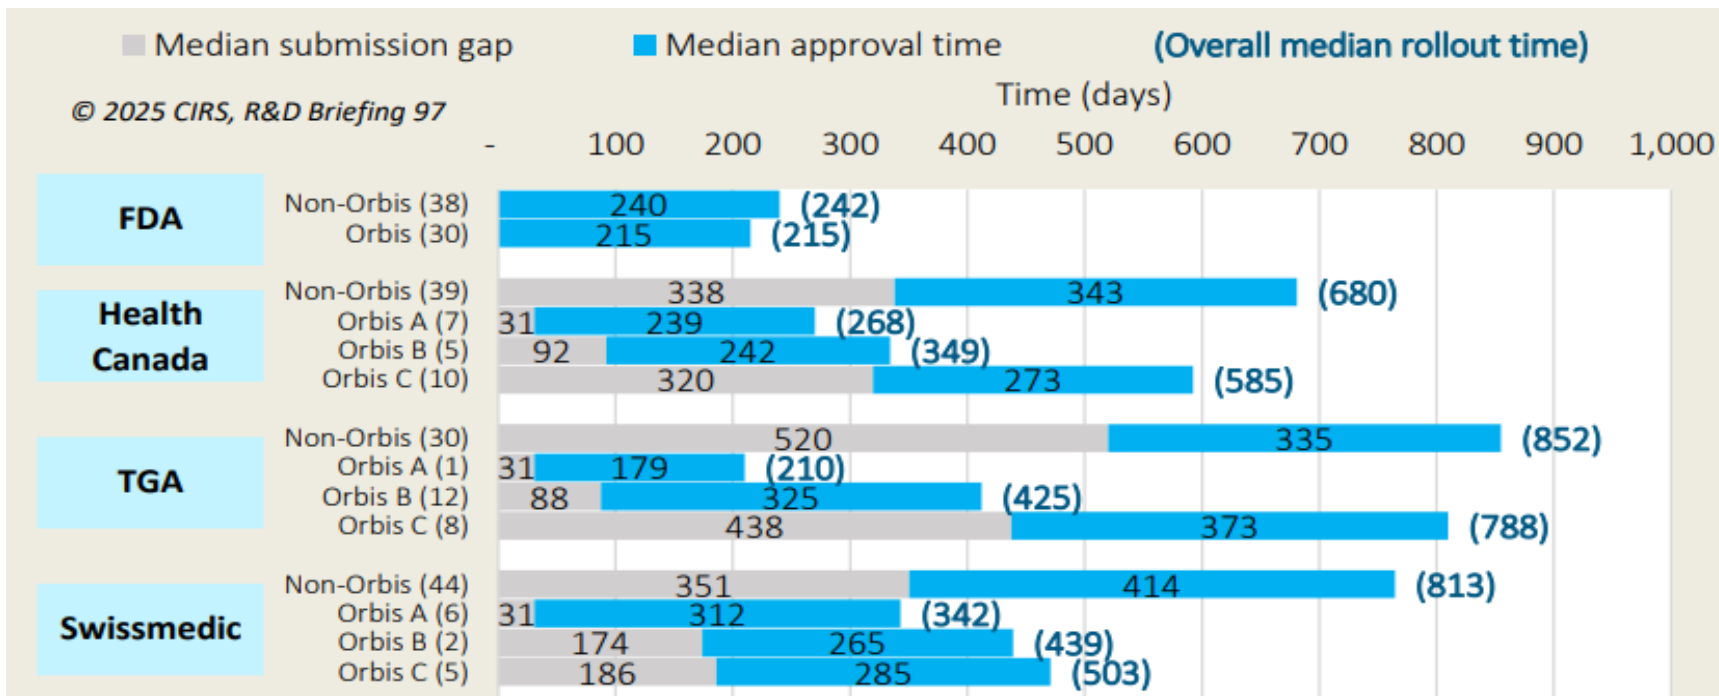 Median submission gap Median approval time (Overall median rollout time)
© 2025 CIRS, R&D Briefing 97
Time (days)
- 100 200 300 400 500 600 700 800 900 1,000
FDA
Non-Orbis (38) 240 (242)
Orbis (30) 215 (215)
Health
Canada
Non-Orbis (39) 338 343 (680)
Orbis A (7) 31 239 (268)
Orbis B (5) 92 242 (349)
Orbis C (10) 320 273 (585)
TGA
Non-Orbis (30) 520 335 (852)
Orbis A (1) 31 179 (210)
Orbis B (12) 88 325 (425)
Orbis C (8) 438 373 (788)
Swissmedic
Non-Orbis (44) 351 414 (813)
Orbis A (6) 31 312 (342)
Orbis B (2) 174 265 (439)
Orbis C (5) 186 285 (503)